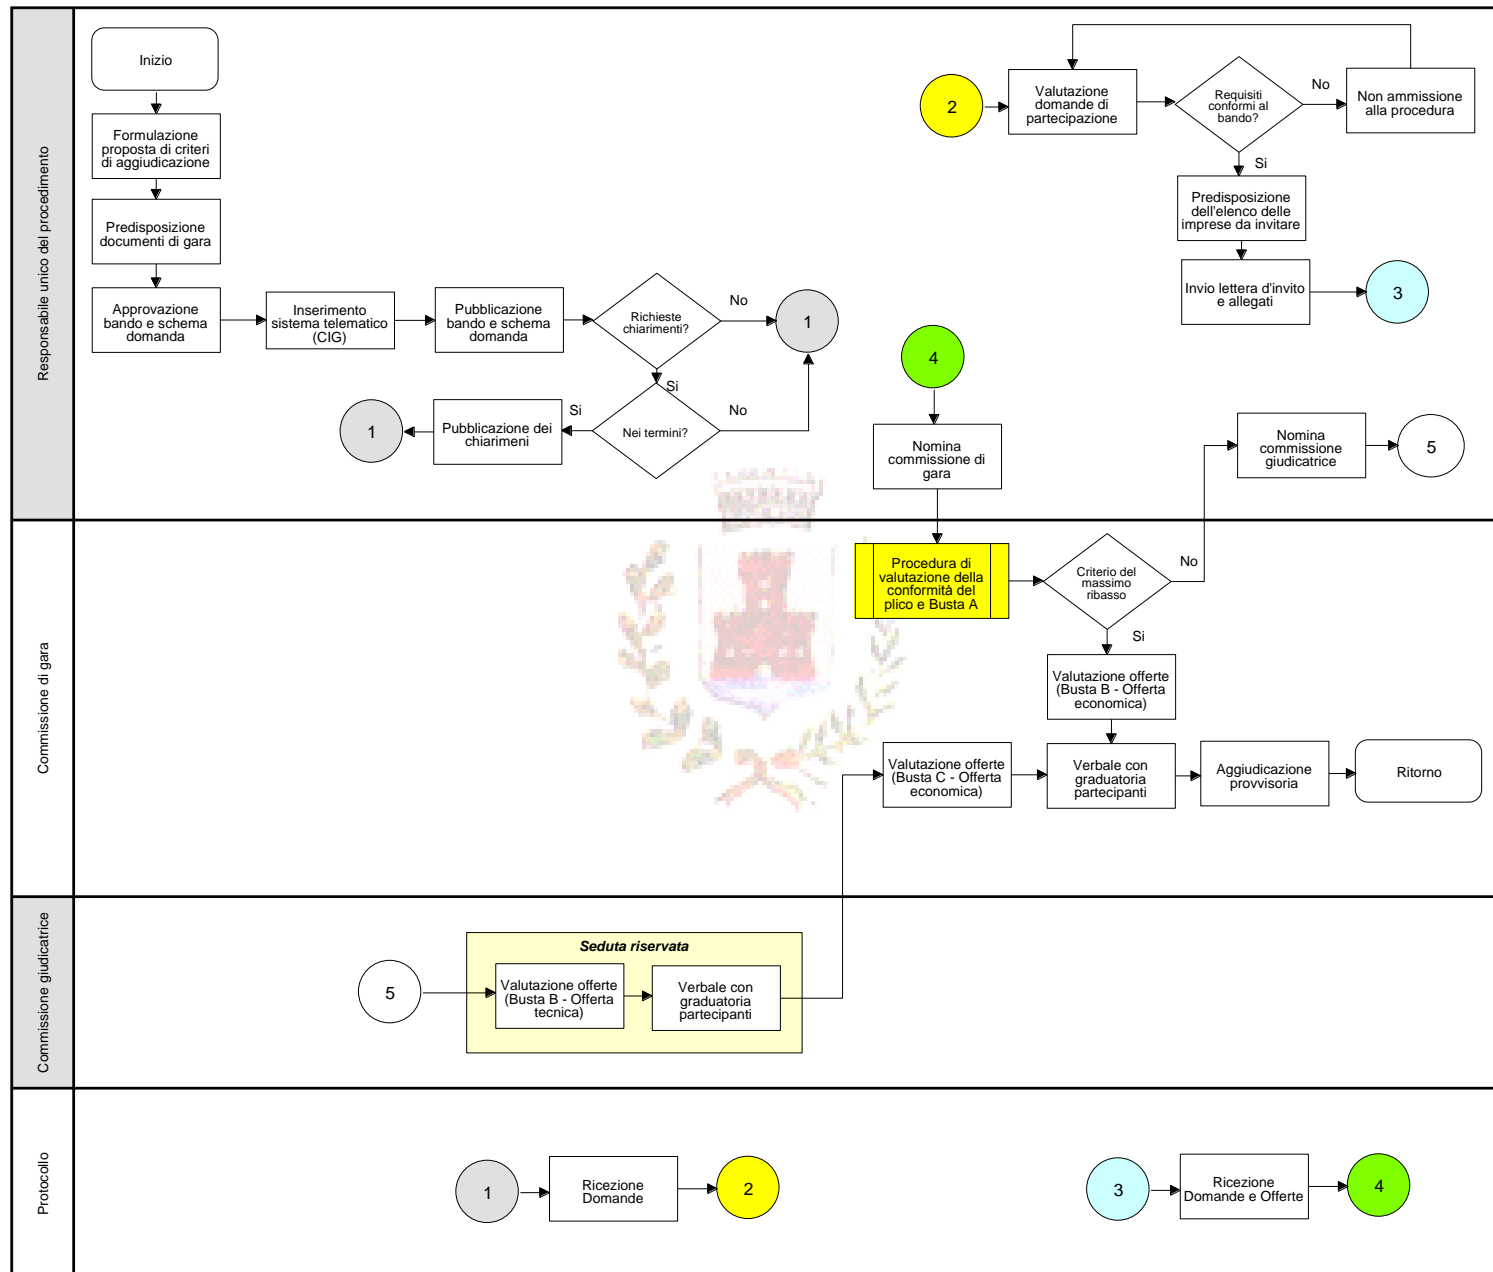 Responsabile unico del procedimento
Inizio
Formulazione
proposta di criteri
di aggiudicazione
Predisposizione
documenti di gara
Approvazione
bando e schema
domanda
Inserimento
sistema telematico
(CIG)
Pubblicazione
bando e schema
domanda
Richieste
chiarimenti?
No
1
Si
Nei termini?
No
Si
Pubblicazione dei
chiarimeni
1
2
Valutazione
domande di
partecipazione
Requisiti
conformi al
bando?
No
Non ammissione
alla procedura
Si
Predisposizione
dell'elenco delle
imprese da invitare
Invio lettera d'invito
e allegati
3
4
Nomina
commissione di
gara
Nomina
commissione
giudicatrice
5
Commissione di gara
Procedura di
valutazione della
conformità del
plico e Busta A
Criterio del
massimo
ribasso
No
Si
Valutazione offerte
(Busta B - Offerta
economica)
Valutazione offerte
(Busta C - Offerta
economica)
Verbale con
graduatoria
partecipanti
Aggiudicazione
provvisoria
Ritorno
Commissione giudicatrice
5
Seduta riservata
Valutazione offerte
(Busta B - Offerta
tecnica)
Verbale con
graduatoria
partecipanti
Protocollo
1
Ricezione
Domande
2
3
Ricezione
Domande e Offerte
4